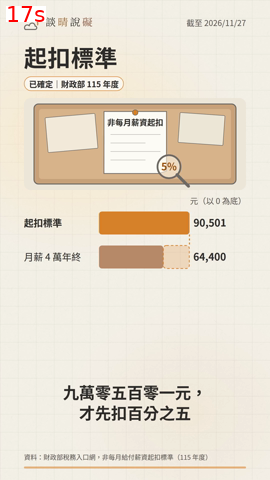 17s
談晴說礙
截至 2026/11/27
起扣標準
已確定｜財政部 115 年度
非每月薪資起扣
5%
元（以 0 為底）
起扣標準 90,501
月薪 4 萬年終 64,400
九萬零五百零一元，
才先扣百分之五
資料：財政部稅務入口網，非每月給付薪資起扣標準（115 年度）